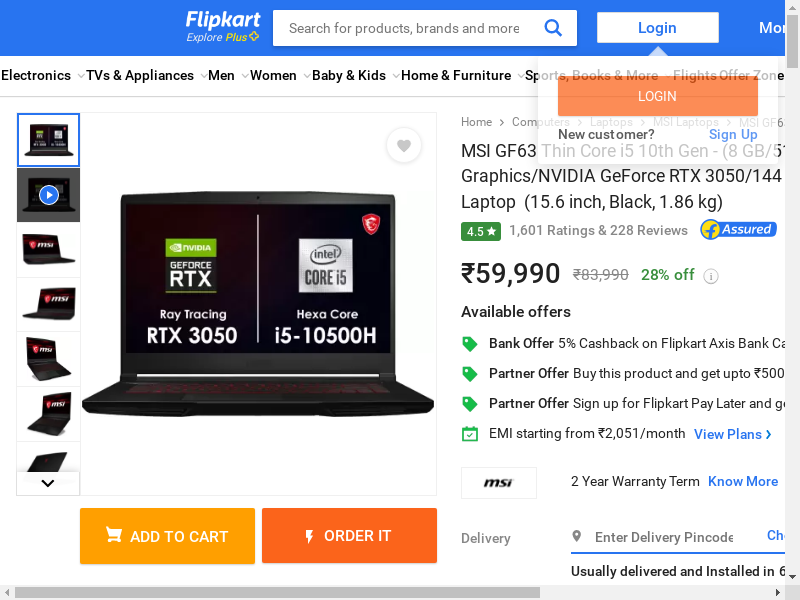 Flipkart
Explore Plus
Search for products, brands and more
Login
Electronics
TVs & Appliances
Men
Women
Baby & Kids
Home & Furniture
Sports, Books & More
Flights
Offer Zone
LOGIN
New customer?
Sign Up
Home
Computers
Laptops
MSI Laptops
MSI GF63
MSI GF63 Thin Core i5 10th Gen - (8 GB/51
Graphics/NVIDIA GeForce RTX 3050/144
Laptop (15.6 inch, Black, 1.86 kg)
4.5 ★ 1,601 Ratings & 228 Reviews Assured
₹59,990 ₹83,990 28% off
Available offers
Bank Offer 5% Cashback on Flipkart Axis Bank Ca
Partner Offer Buy this product and get upto ₹500
Partner Offer Sign up for Flipkart Pay Later and ge
EMI starting from ₹2,051/month View Plans
msi
2 Year Warranty Term Know More
Delivery
Enter Delivery Pincode
Usually delivered and Installed in 6
NVIDIA
GEFORCE
RTX
Ray Tracing
RTX 3050
intel
CORE i5
Hexa Core
i5-10500H
msi
msi
msi
msi
ADD TO CART
ORDER IT